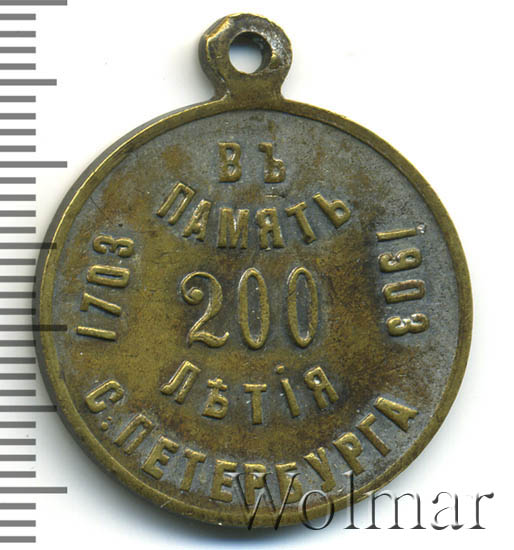 ВЪ
ПАМЯТЬ
1703
200
1903
ЛѢТІЯ
С.ПЕТЕРБУРГА
Wolmar